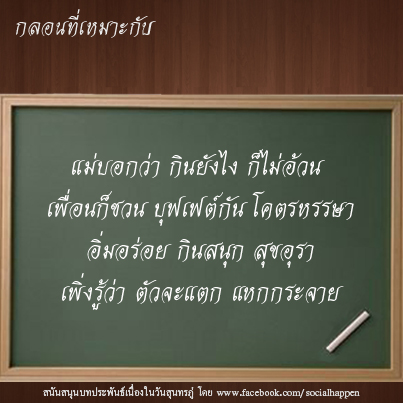 กลอนที่เหมาะกับ
แม่บอกว่า กินยังไง ก็ไม่อ้วน
เพื่อนก็ชวน บุฟเฟต์กัน โคตรหรรษา
อิ่มอร่อย กินสนุก สุขอุรา
เพิ่งรู้ว่า ตัวจะแตก แหกกระจาย
สนันสนุนบทประพันธ์เนื่องในวันสุนทรภู่ โดย www.facebook.com/socialhappen